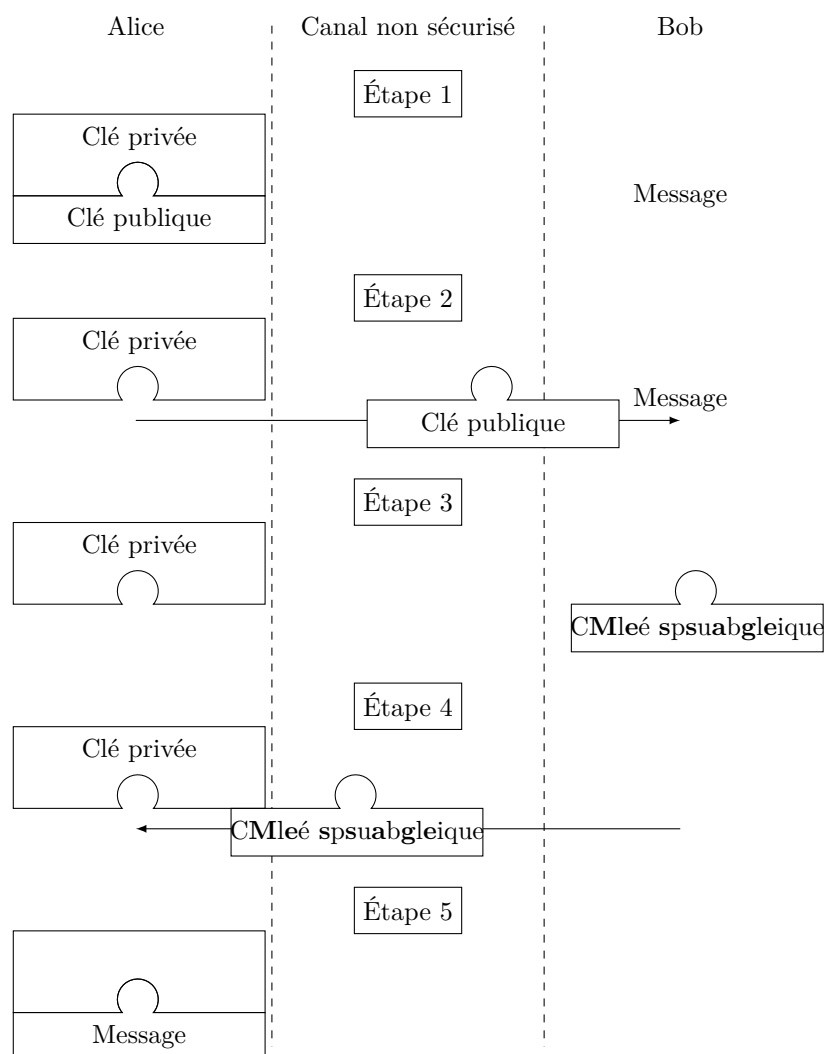 Alice Canal non sécurisé Bob
Étape 1
Clé privée
Clé publique
Message
Étape 2
Clé privée
Message
Clé publique
Étape 3
Clé privée
CMleé spsuabgleique
Étape 4
Clé privée
CMleé spsuabgleique
Étape 5
Message